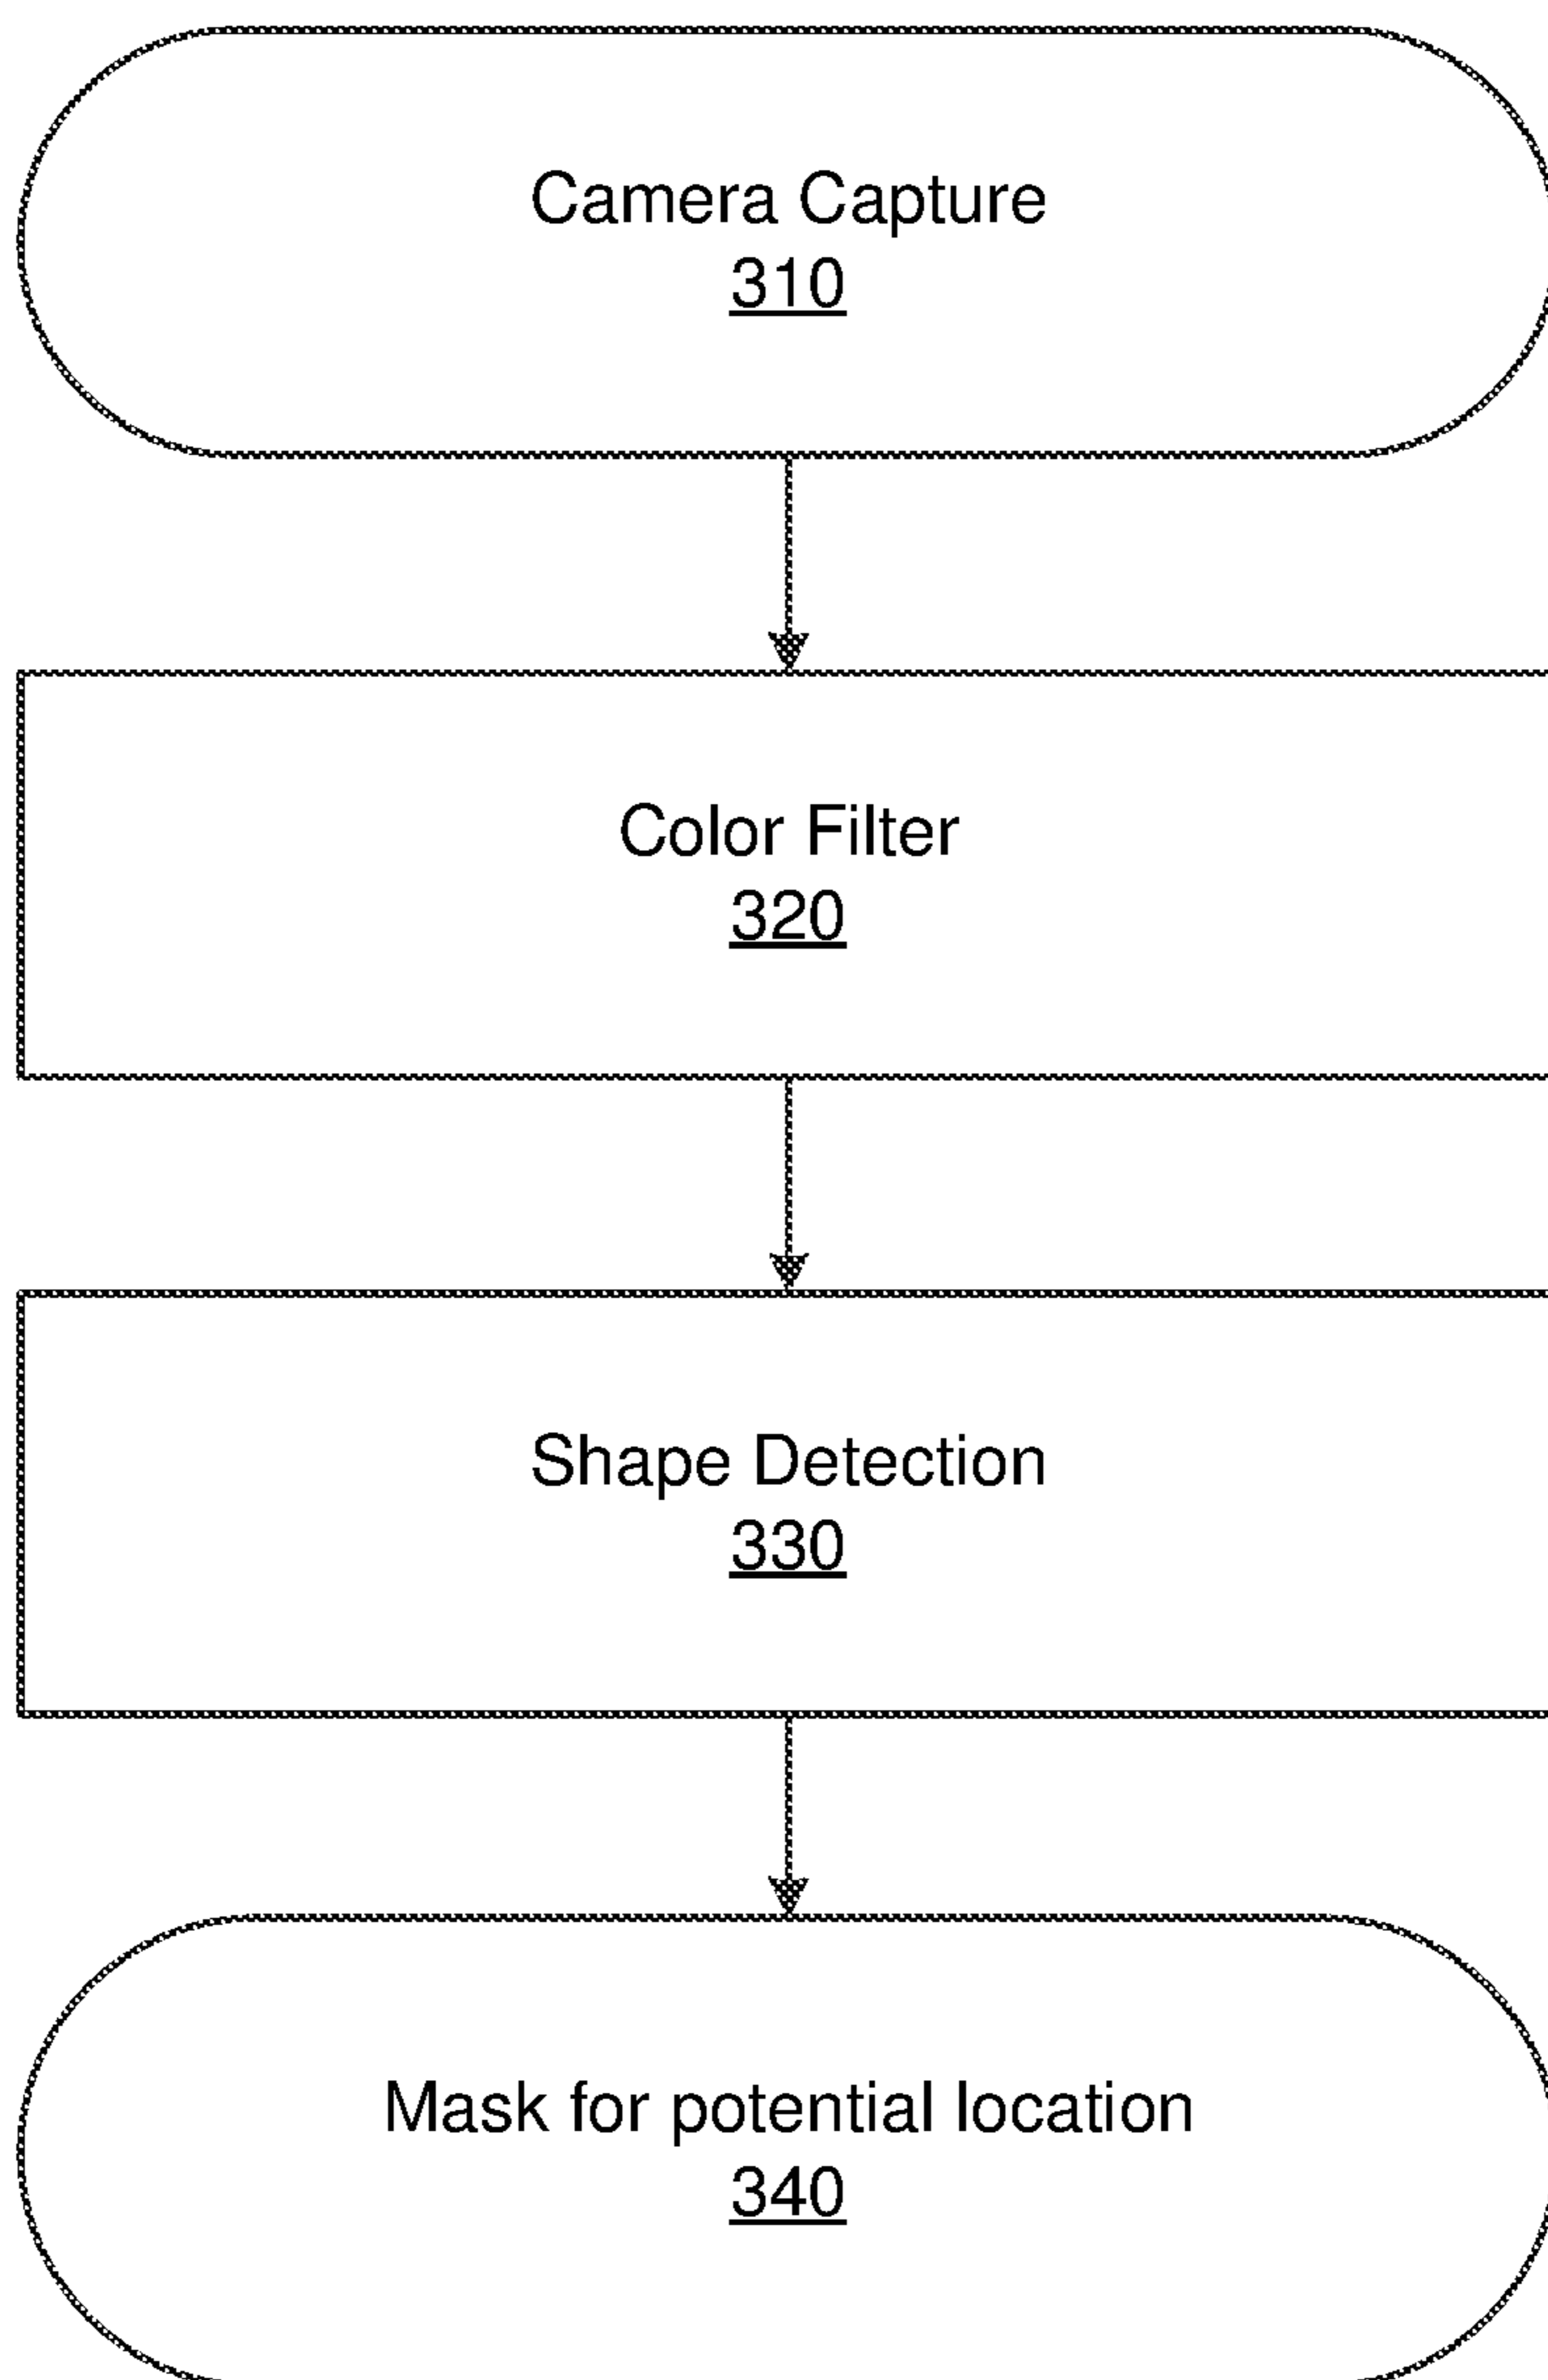 Camera Capture
310
Color Filter
320
Shape Detection
330
Mask for potential location
340